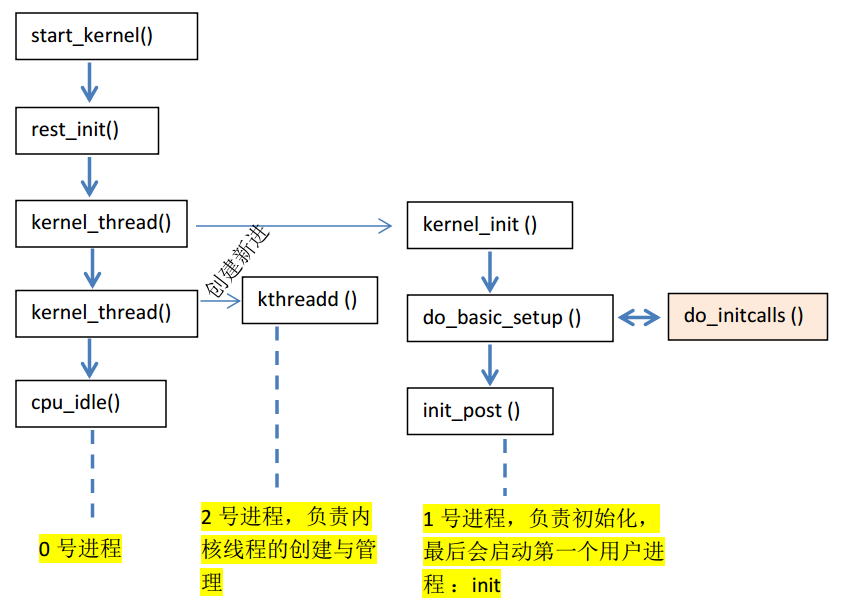 start_kernel()
rest_init()
kernel_thread()
kernel_init ()
创建新进
kernel_thread()
kthreadd ()
do_basic_setup ()
do_initcalls ()
cpu_idle()
init_post ()
0 号进程
2 号进程，负责内
核线程的创建与管
理
1 号进程，负责初始化，
最后会启动第一个用户进
程：init